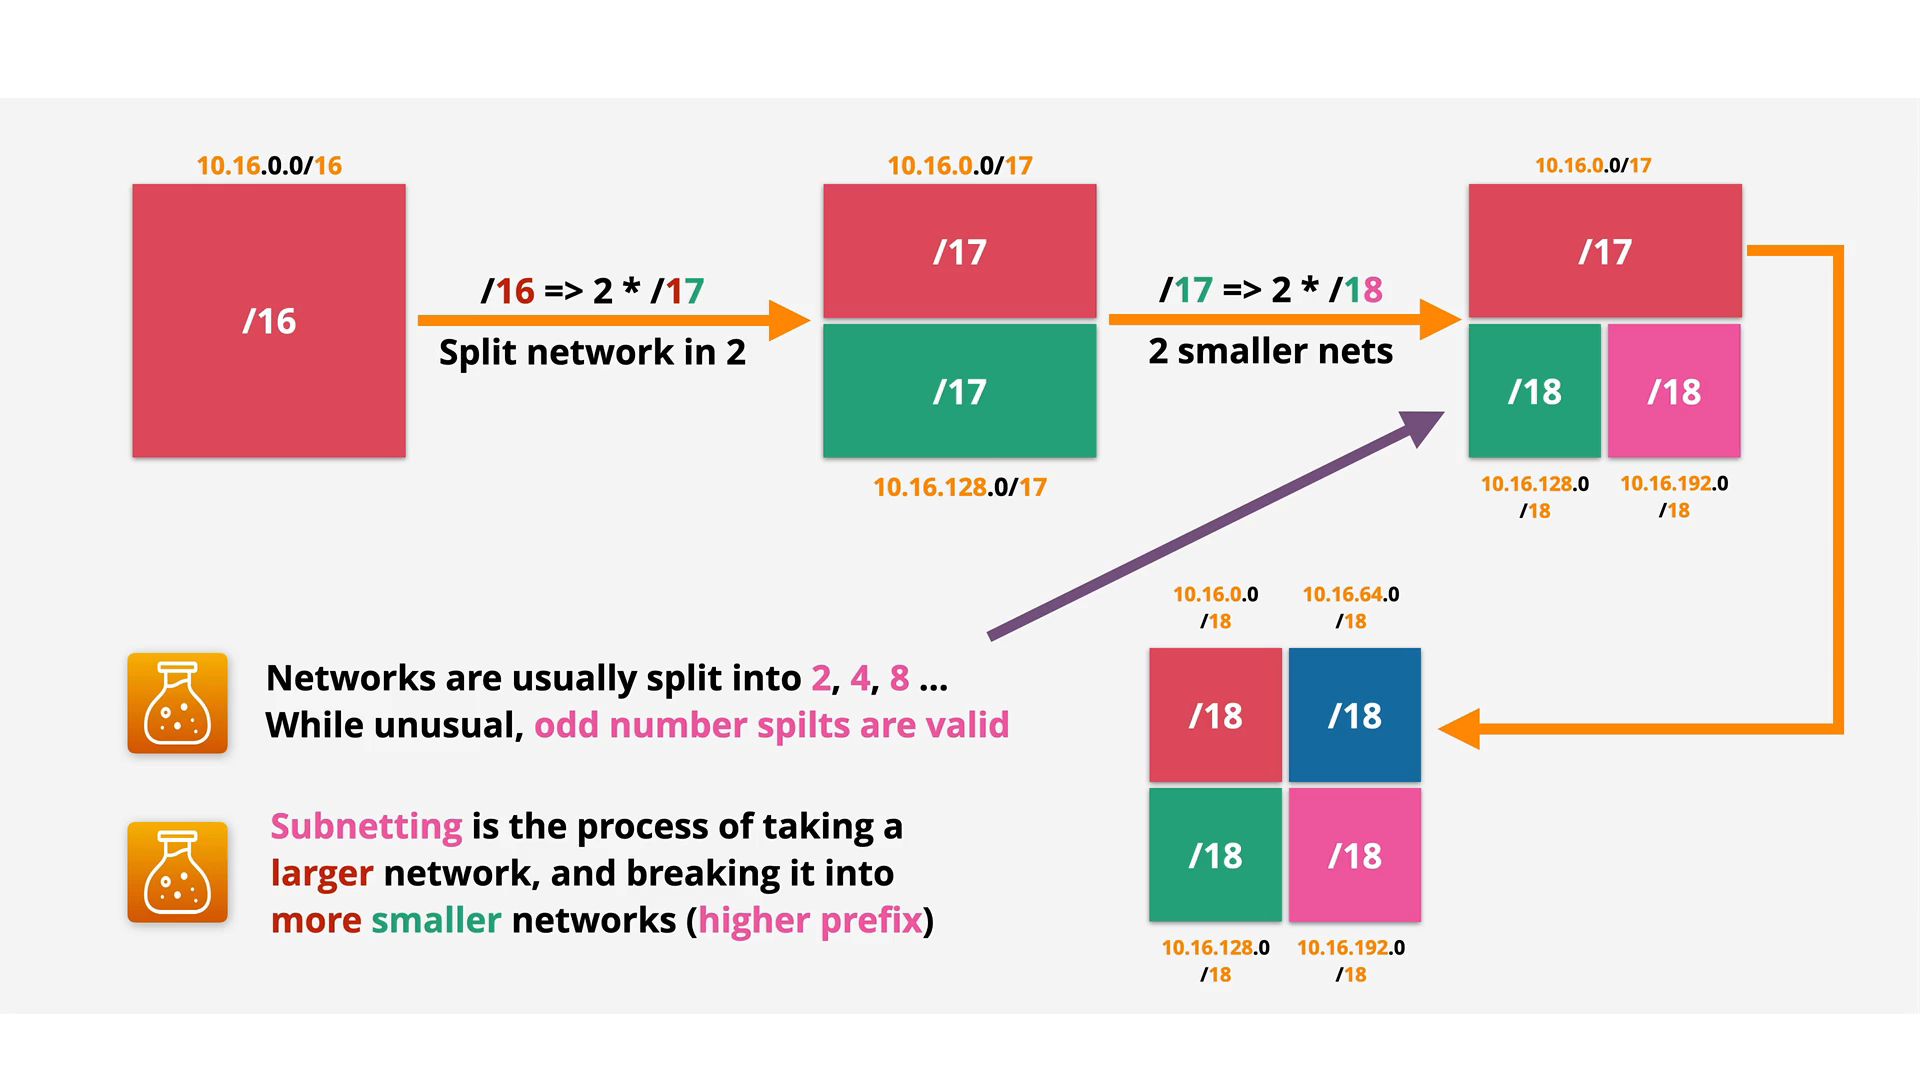 10.16.0.0/16
/16
/16 => 2 * /17
Split network in 2
10.16.0.0/17
/17
/17
10.16.128.0/17
/17 => 2 * /18
2 smaller nets
10.16.0.0/17
/17
/18
/18
10.16.128.0
/18
10.16.192.0
/18
Networks are usually split into 2, 4, 8 ...
While unusual, odd number spilts are valid
Subnetting is the process of taking a
larger network, and breaking it into
more smaller networks (higher prefix)
10.16.0.0
/18
10.16.64.0
/18
/18
/18
/18
/18
10.16.128.0
/18
10.16.192.0
/18